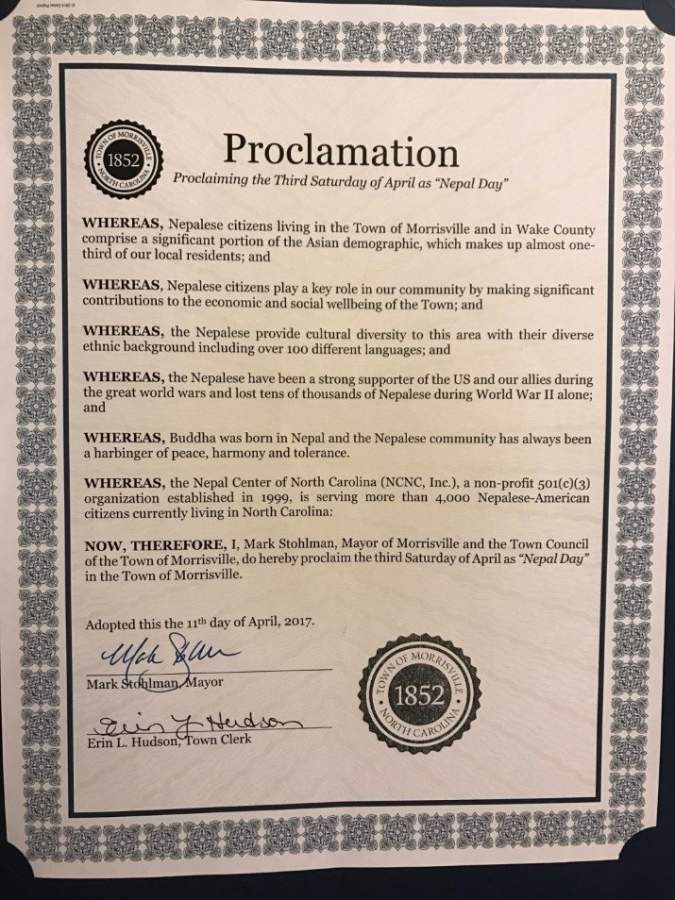 TOWN OF MORRISVILLE
1852
NORTH CAROLINA
Proclamation
Proclaiming the Third Saturday of April as “Nepal Day”
WHEREAS, Nepalese citizens living in the Town of Morrisville and in Wake County
comprise a significant portion of the Asian demographic, which makes up almost one-
third of our local residents; and
WHEREAS, Nepalese citizens play a key role in our community by making significant
contributions to the economic and social wellbeing of the Town; and
WHEREAS, the Nepalese provide cultural diversity to this area with their diverse
ethnic background including over 100 different languages; and
WHEREAS, the Nepalese have been a strong supporter of the US and our allies during
the great world wars and lost tens of thousands of Nepalese during World War II alone;
and
WHEREAS, Buddha was born in Nepal and the Nepalese community has always been
a harbinger of peace, harmony and tolerance.
WHEREAS, the Nepal Center of North Carolina (NCNC, Inc.), a non-profit 501(c)(3)
organization established in 1999, is serving more than 4,000 Nepalese-American
citizens currently living in North Carolina:
NOW, THEREFORE, I, Mark Stohlman, Mayor of Morrisville and the Town Council
of the Town of Morrisville, do hereby proclaim the third Saturday of April as “Nepal Day”
in the Town of Morrisville.
Adopted this the 11th day of April, 2017.
Mark Stohlman, Mayor
Erin L. Hudson
Erin L. Hudson, Town Clerk
TOWN OF MORRISVILLE
1852
NORTH CAROLINA